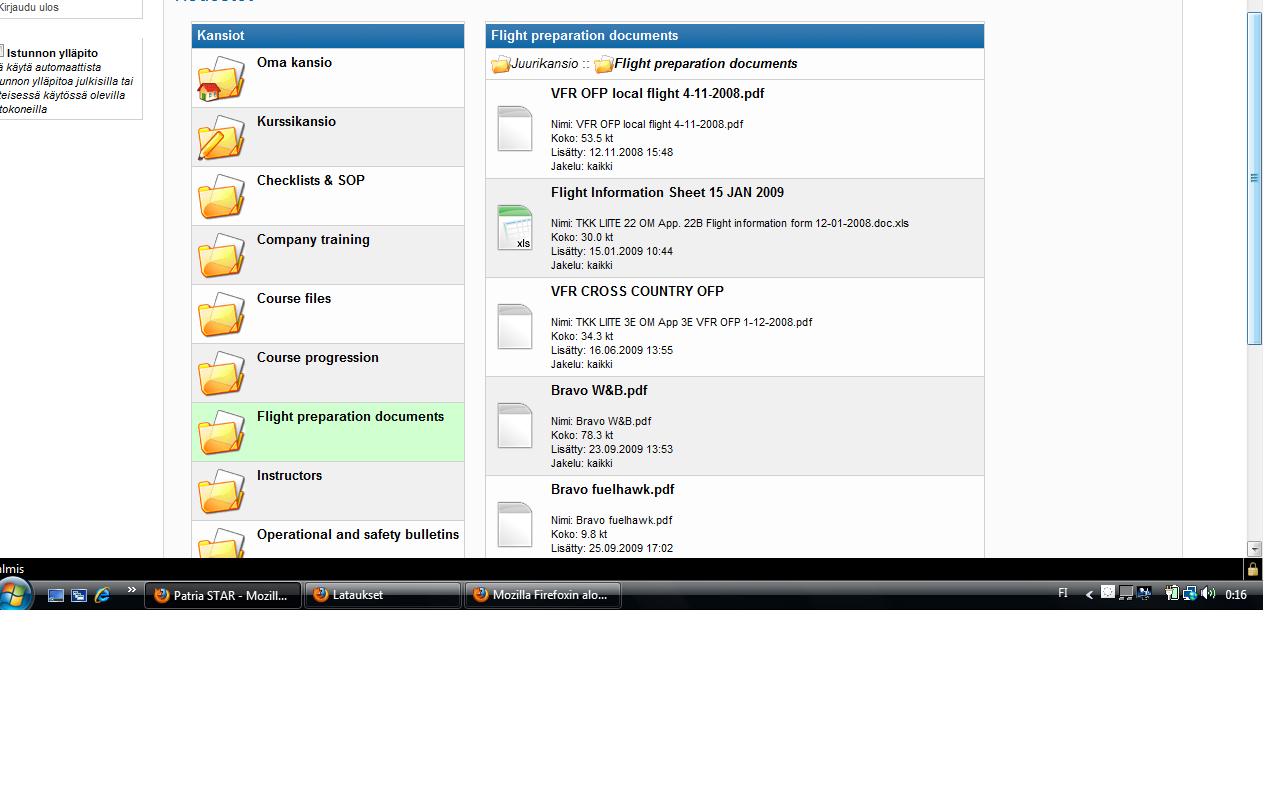 Kirjaudu ulos
Istunnon ylläpito
ä käytä automaattista
unnon ylläpitoa julkisilla tai
teisessä käytössä olevilla
tokoneilla
Kansiot
Oma kansio
Kurssikansio
Checklists & SOP
Company training
Course files
Course progression
Flight preparation documents
Instructors
Operational and safety bulletins
Flight preparation documents
Juurikansio :: Flight preparation documents
VFR OFP local flight 4-11-2008.pdf
Nimi: VFR OFP local flight 4-11-2008.pdf
Koko: 53.5 kt
Lisätty: 12.11.2008 15:48
Jakelu: kaikki
Flight Information Sheet 15 JAN 2009
xls
Nimi: TKK LIITE 22 OM App. 22B Flight information form 12-01-2008.doc.xls
Koko: 30.0 kt
Lisätty: 15.01.2009 10:44
Jakelu: kaikki
VFR CROSS COUNTRY OFP
Nimi: TKK LIITE 3E OM App 3E VFR OFP 1-12-2008.pdf
Koko: 34.3 kt
Lisätty: 16.06.2009 13:55
Jakelu: kaikki
Bravo W&B.pdf
Nimi: Bravo W&B.pdf
Koko: 78.3 kt
Lisätty: 23.09.2009 13:53
Jakelu: kaikki
Bravo fuelhawk.pdf
Nimi: Bravo fuelhawk.pdf
Koko: 9.8 kt
Lisätty: 25.09.2009 17:02
almis
» Patria STAR - Mozill... Lataukset Mozilla Firefoxin alo... FI < 0:16